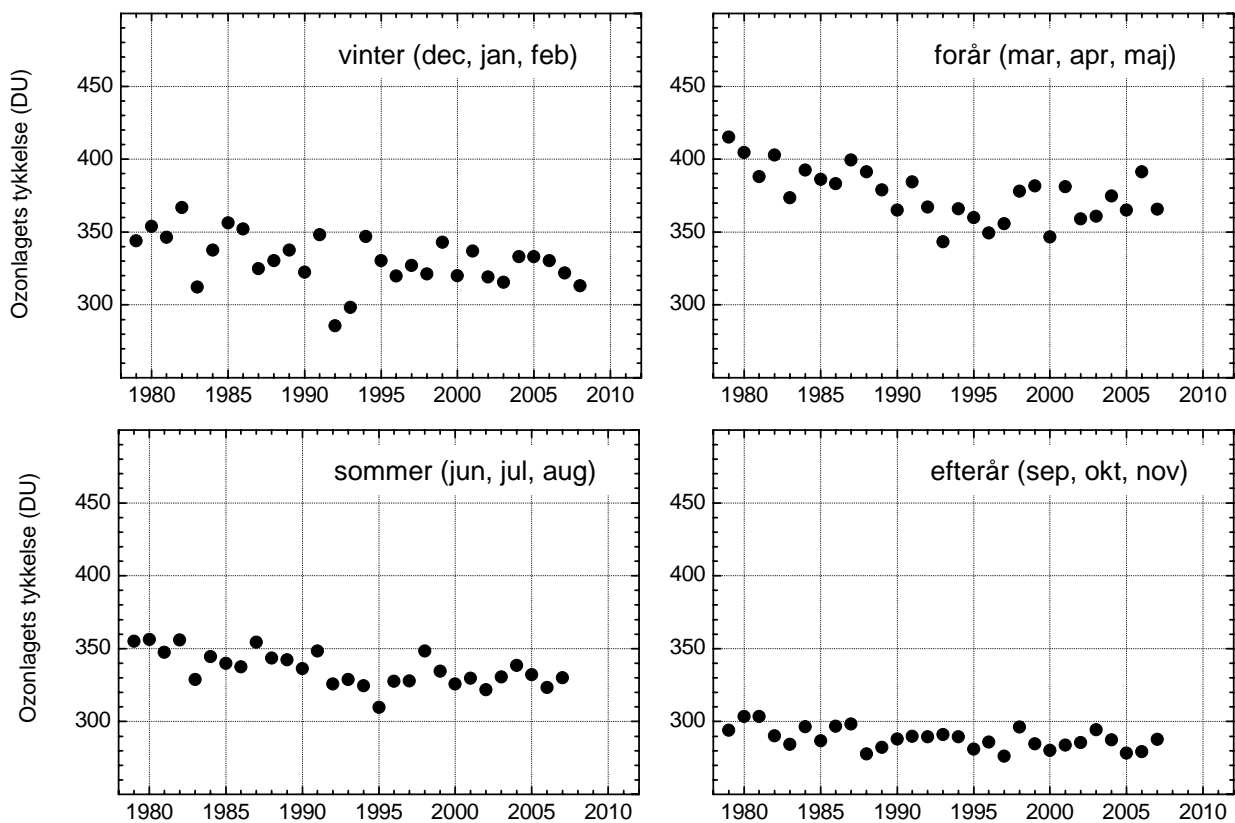 vinter (dec, jan, feb)
Ozonlagets tykkelse (DU)
450
400
350
300
1980 1985 1990 1995 2000 2005 2010
forår (mar, apr, maj)
450
400
350
300
1980 1985 1990 1995 2000 2005 2010
sommer (jun, jul, aug)
Ozonlagets tykkelse (DU)
450
400
350
300
1980 1985 1990 1995 2000 2005 2010
efterår (sep, okt, nov)
450
400
350
300
1980 1985 1990 1995 2000 2005 2010